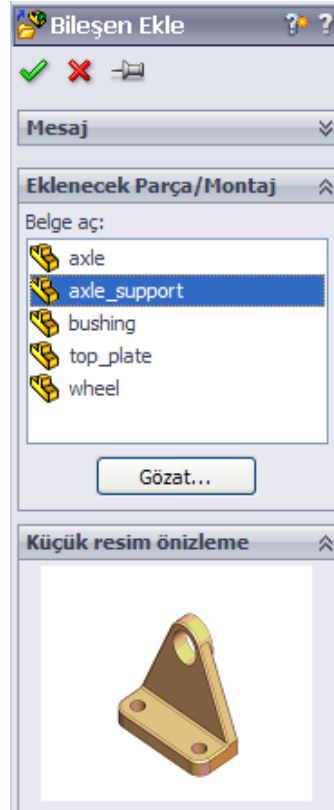 Bileşen Ekle
Mesaj
Eklenecek Parça/Montaj
Belge aç:
axle
axle_support
bushing
top_plate
wheel
Gözat...
Küçük resim önizleme